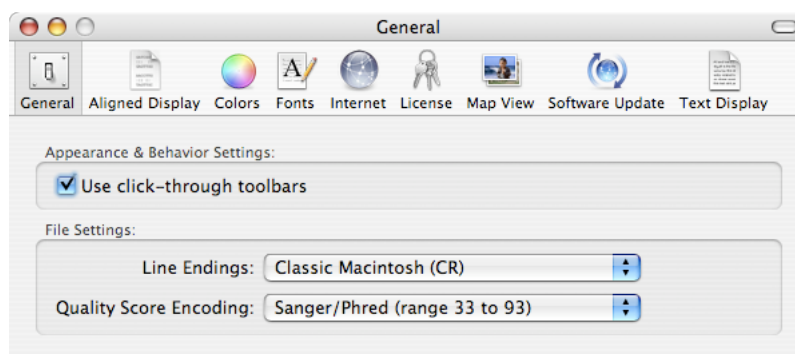 General
General Aligned Display Colors Fonts Internet License Map View Software Update Text Display
Appearance & Behavior Settings:
Use click-through toolbars
File Settings:
Line Endings: Classic Macintosh (CR)
Quality Score Encoding: Sanger/Phred (range 33 to 93)